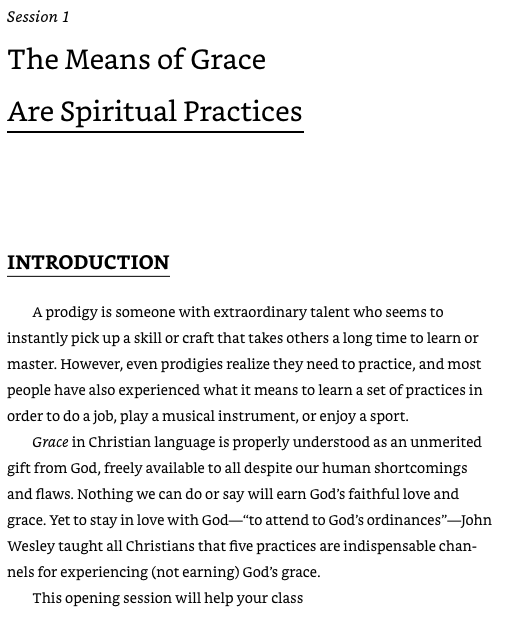 Session 1
The Means of Grace
Are Spiritual Practices
INTRODUCTION
A prodigy is someone with extraordinary talent who seems to
instantly pick up a skill or craft that takes others a long time to learn or
master. However, even prodigies realize they need to practice, and most
people have also experienced what it means to learn a set of practices in
order to do a job, play a musical instrument, or enjoy a sport.
Grace in Christian language is properly understood as an unmerited
gift from God, freely available to all despite our human shortcomings
and flaws. Nothing we can do or say will earn God’s faithful love and
grace. Yet to stay in love with God—“to attend to God’s ordinances”—John
Wesley taught all Christians that five practices are indispensable chan-
nels for experiencing (not earning) God’s grace.
This opening session will help your class